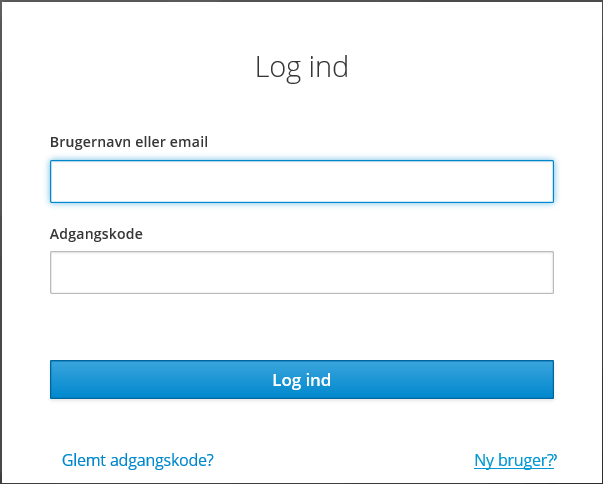 Log ind
Brugernavn eller email
Adgangskode
Log ind
Glemt adgangskode? Ny bruger?